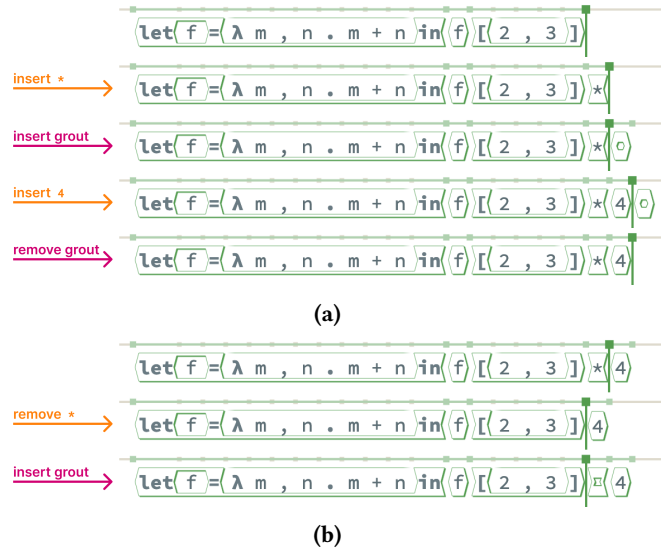 let f = λ m , n . m + n in f [ 2 , 3 ]
insert *
let f = λ m , n . m + n in f [ 2 , 3 ] *
insert grout
let f = λ m , n . m + n in f [ 2 , 3 ] *
insert 4
let f = λ m , n . m + n in f [ 2 , 3 ] * 4
remove grout
let f = λ m , n . m + n in f [ 2 , 3 ] * 4
(a)
let f = λ m , n . m + n in f [ 2 , 3 ] * 4
remove *
let f = λ m , n . m + n in f [ 2 , 3 ] 4
insert grout
let f = λ m , n . m + n in f [ 2 , 3 ] 4
(b)